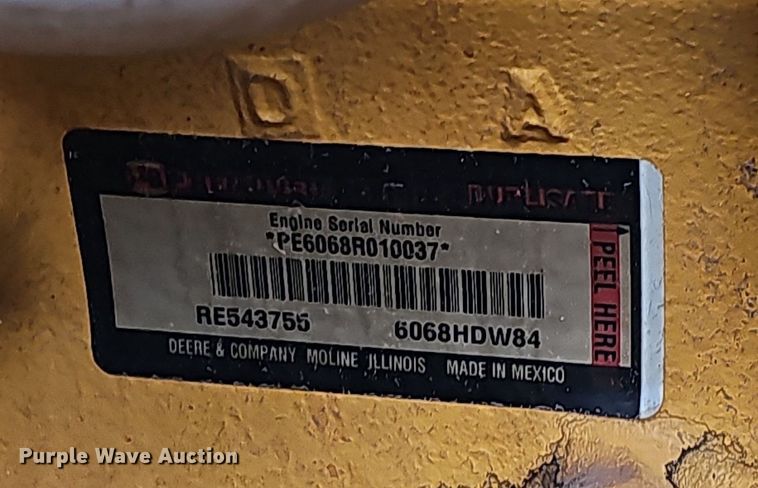 Q A
DUPLICATE
Engine Serial Number
*PE6068R010037*
RE543755 6068HDW84
PEEL HERE
DEERE & COMPANY MOLINE ILLINOIS MADE IN MEXICO
Purple Wave Auction